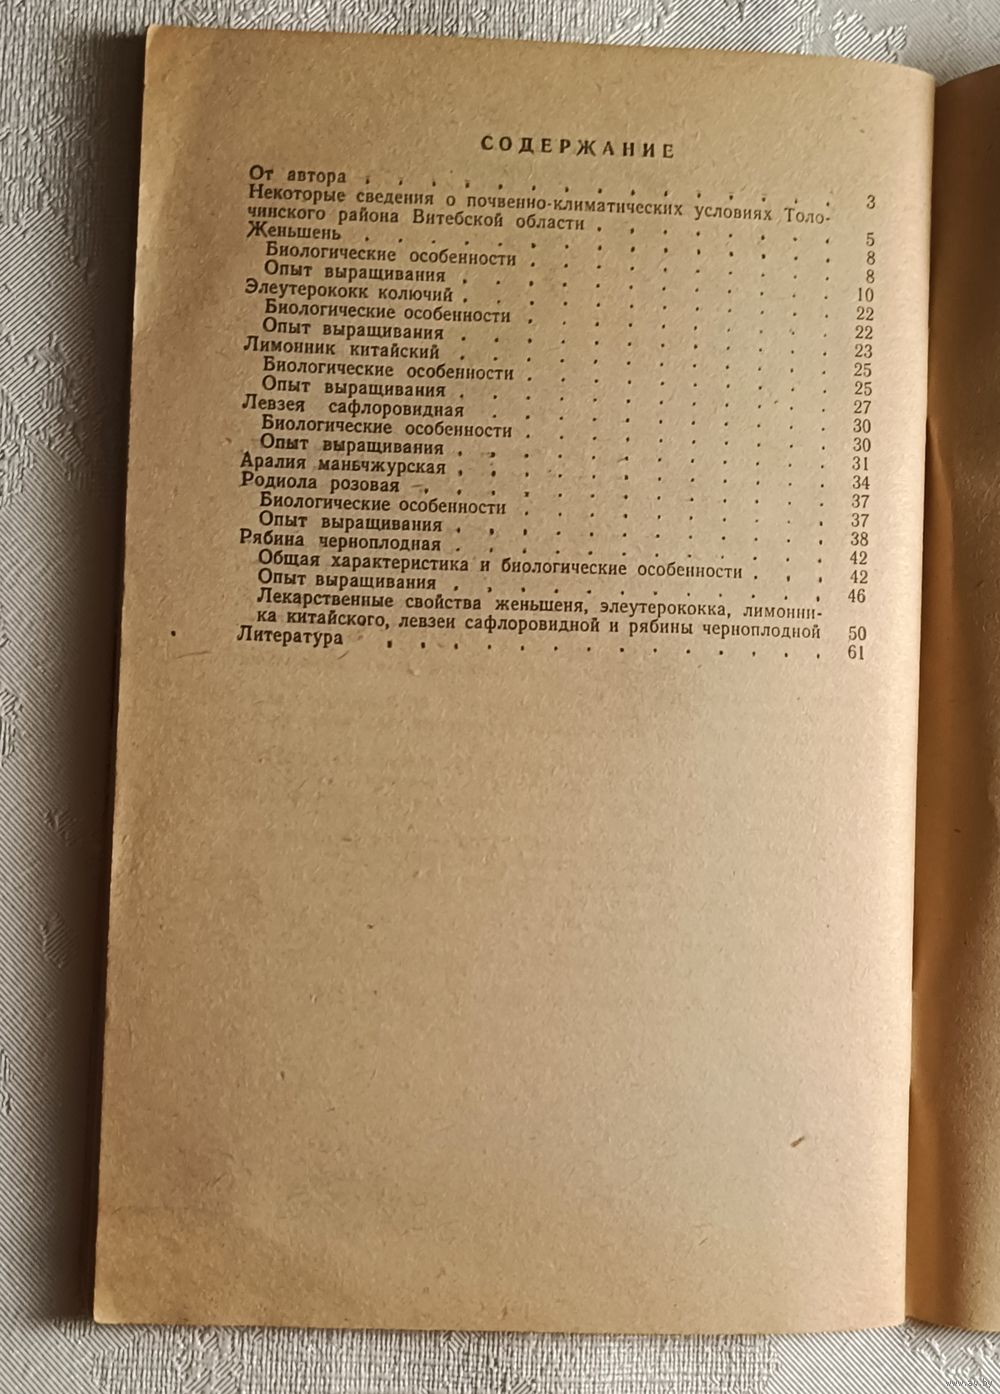 СОДЕРЖАНИЕ
От автора . . . . . . . . . . . . . . . 3
Некоторые сведения о почвенно-климатических условиях Толо-
чинского района Витебской области . . . . . . . . 5
Женьшень . . . . . . . . . . . . . . . 8
Биологические особенности . . . . . . . . . . 8
Опыт выращивания . . . . . . . . . . . . 10
Элеутерококк колючий . . . . . . . . . . . . 22
Биологические особенности . . . . . . . . . . 22
Опыт выращивания . . . . . . . . . . . . 23
Лимонник китайский . . . . . . . . . . . . 25
Биологические особенности . . . . . . . . . . 25
Опыт выращивания . . . . . . . . . . . . 27
Левзея сафлоровидная . . . . . . . . . . . 30
Биологические особенности . . . . . . . . . . 30
Опыт выращивания . . . . . . . . . . . . 31
Аралия маньчжурская . . . . . . . . . . . . 34
Родиола розовая . . . . . . . . . . . . . 37
Биологические особенности . . . . . . . . . . 37
Опыт выращивания . . . . . . . . . . . . 38
Рябина черноплодная . . . . . . . . . . . . 42
Общая характеристика и биологические особенности . . . 42
Опыт выращивания . . . . . . . . . . . . 46
Лекарственные свойства женьшеня, элеутерококка, лимонни-
ка китайского, левзеи сафлоровидной и рябины черноплодной 50
Литература . . . . . . . . . . . . . . 61
www.ay.by